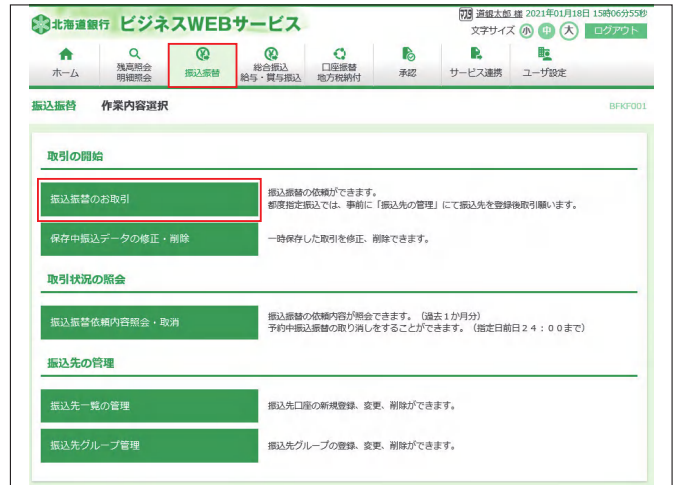 北海道銀行 ビジネスWEBサービス
道銀太郎 様 2021年01月18日 15時06分55秒
文字サイズ 小 中 大 ログアウト
ホーム
残高照会
明細照会
振込振替
総合振込
給与・賞与振込
口座振替
地方税納付
承認
サービス連携
ユーザ設定
振込振替 作業内容選択 BFKF001
取引の開始
振込振替のお取引
振込振替の依頼ができます。
都度指定振込では、事前に「振込先の管理」にて振込先を登録後取引願います。
保存中振込データの修正・削除
一時保存した取引を修正、削除できます。
取引状況の照会
振込振替依頼内容照会・取消
振込振替の依頼内容が照会できます。（過去１か月分）
予約中振込振替の取り消しをすることができます。（指定日前日２４：００まで）
振込先の管理
振込先一覧の管理
振込先口座の新規登録、変更、削除ができます。
振込先グループ管理
振込先グループの登録、変更、削除ができます。